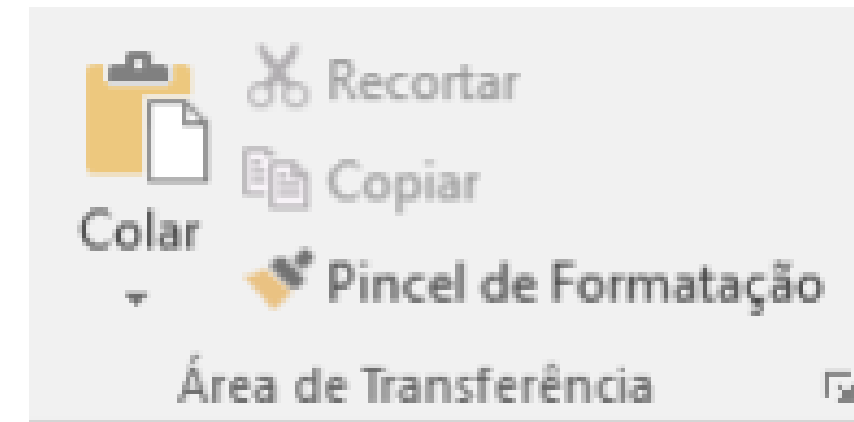 Recortar
Copiar
Colar
Pincel de Formatação
Área de Transferência